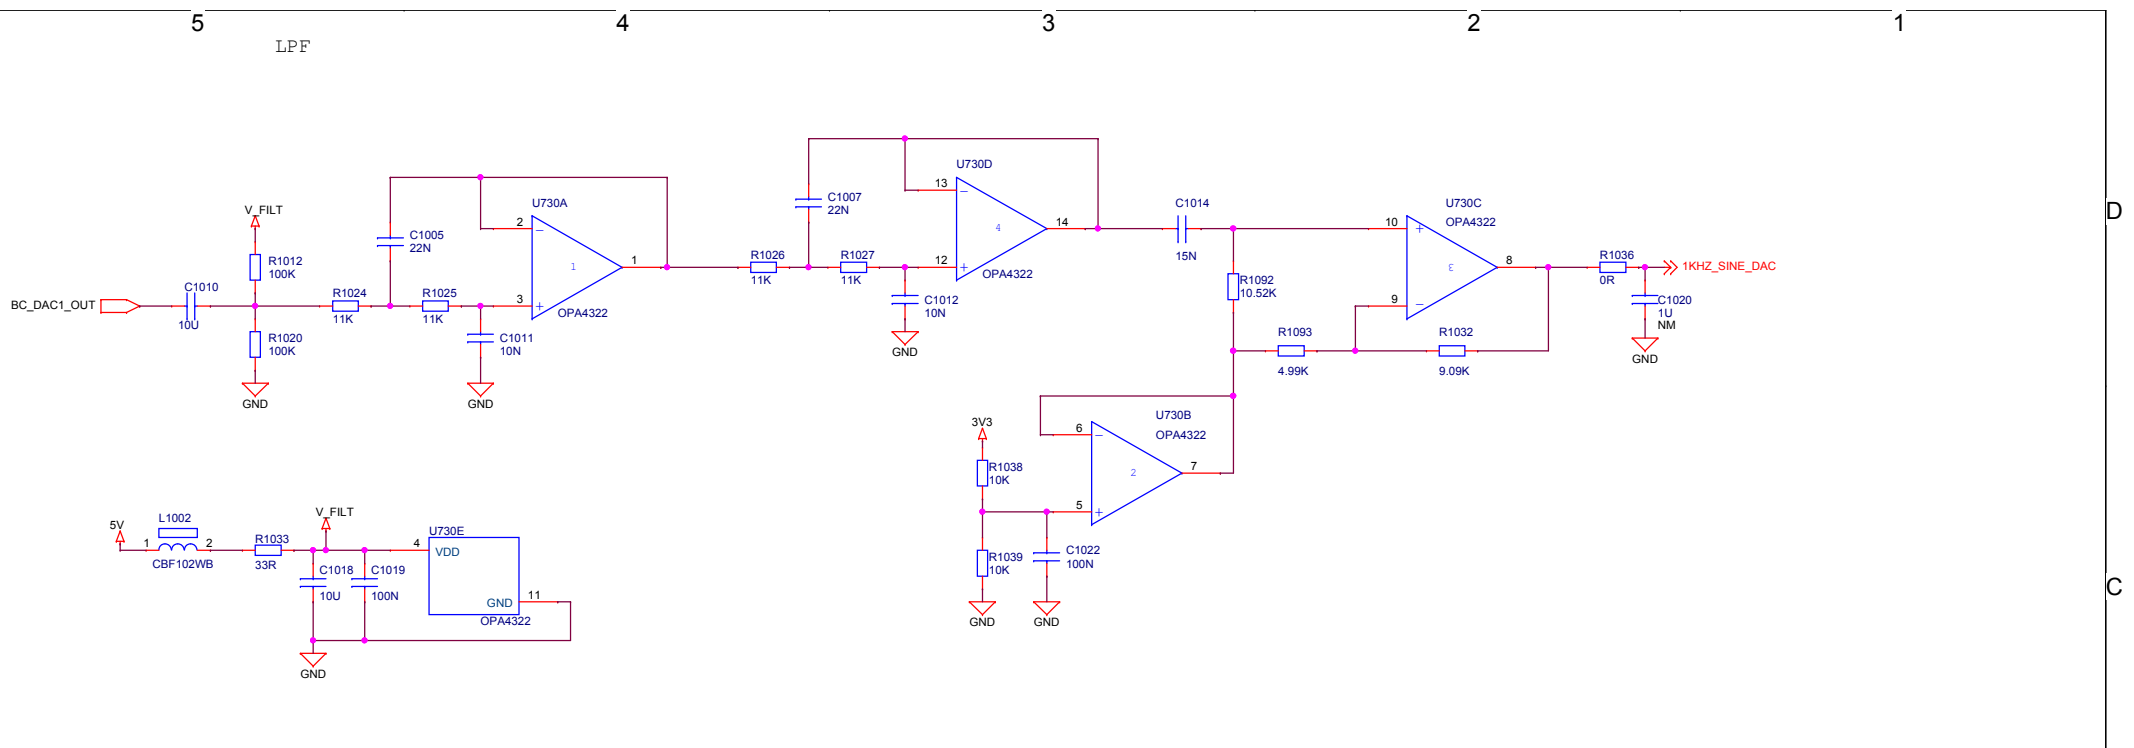 5
4
3
2
1
LPF
D
C
BC_DAC1_OUT
C1010
10U
V_FILT
R1012
100K
R1020
100K
GND
R1024
11K
C1005
22N
R1025
11K
C1011
10N
GND
U730A
2
3
1
1
OPA4322
R1026
11K
C1007
22N
R1027
11K
C1012
10N
GND
U730D
13
12
4
14
OPA4322
C1014
15N
R1092
10.52K
R1093
4.99K
R1032
9.09K
U730C
OPA4322
10
9
3
8
R1036
0R
1KHZ_SINE_DAC
C1020
1U
NM
GND
3V3
R1038
10K
R1039
10K
GND
C1022
100N
GND
U730B
OPA4322
6
5
2
7
5V
L1002
1
2
CBF102WB
R1033
33R
V_FILT
C1018
10U
C1019
100N
GND
U730E
4
VDD
GND
11
OPA4322